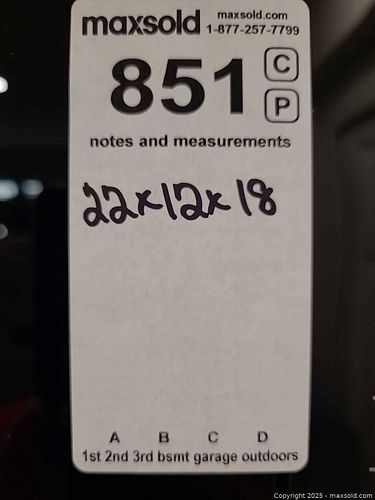 maxsold
maxsold.com
1-877-257-7799
851
C
P
notes and measurements
22x12x18
A B C D
1st 2nd 3rd bsmt garage outdoors
Copyright 2025 - maxsold.com